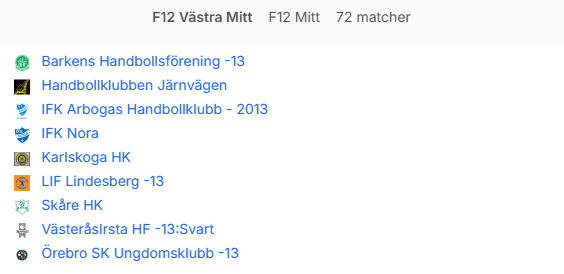 F12 Västra Mitt F12 Mitt 72 matcher
Barkens Handbollsförening -13
Handbollklubben Järnvägen
IFK Arbogas Handbollklubb - 2013
IFK Nora
Karlskoga HK
LIF Lindesberg -13
Skåre HK
VästeråsIrsta HF -13:Svart
Örebro SK Ungdomsklubb -13